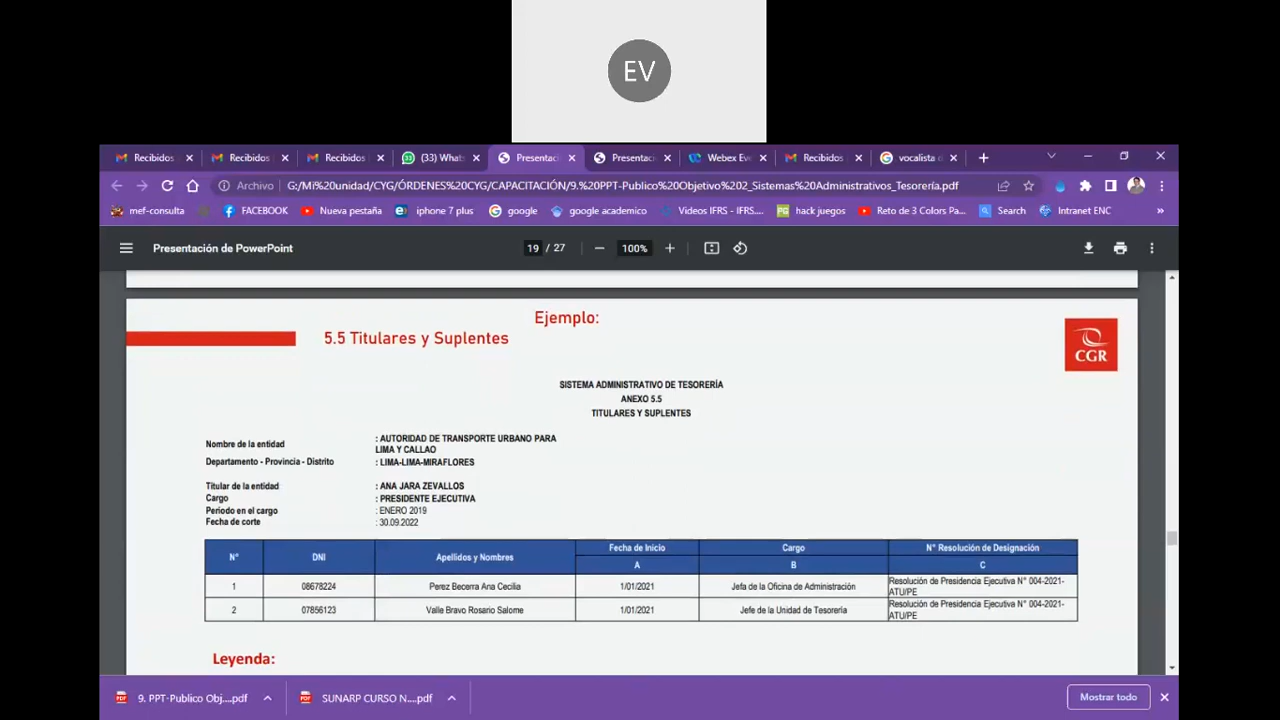 EV
Recibidos
Recibidos
Recibidos
(33) Whats
Presentaci
Presentaci
Webex Eve
Recibidos
vocalista d
Archivo G:/Mi%20unidad/CYG/ÓRDENES%20CYG/CAPACITACIÓN/9.%20PPT-Publico%20Objetivo%202_Sistemas%20Administrativos_Tesorería.pdf
mef-consulta
FACEBOOK
Nueva pestaña
iphone 7 plus
google
google academico
Videos IFRS - IFRS....
hack juegos
Reto de 3 Colors Pa...
Search
Intranet ENC
»
Presentación de PowerPoint
19 / 27
100%
Ejemplo:
5.5 Titulares y Suplentes
CGR
SISTEMA ADMINISTRATIVO DE TESORERÍA
ANEXO 5.5
TITULARES Y SUPLENTES
Nombre de la entidad : AUTORIDAD DE TRANSPORTE URBANO PARA
LIMA Y CALLAO
Departamento - Provincia - Distrito : LIMA-LIMA-MIRAFLORES
Titular de la entidad : ANA JARA ZEVALLOS
Cargo : PRESIDENTE EJECUTIVA
Periodo en el cargo : ENERO 2019
Fecha de corte : 30.09.2022
N° DNI Apellidos y Nombres Fecha de Inicio Cargo N° Resolución de Designación
A B C
1 08678224 Perez Becerra Ana Cecilia 1/01/2021 Jefa de la Oficina de Administración Resolución de Presidencia Ejecutiva N° 004-2021-
ATU/PE
2 07856123 Valle Bravo Rosario Salome 1/01/2021 Jefe de la Unidad de Tesorería Resolución de Presidencia Ejecutiva N° 004-2021-
ATU/PE
Leyenda:
9. PPT-Publico Obj....pdf
SUNARP CURSO N....pdf
Mostrar todo